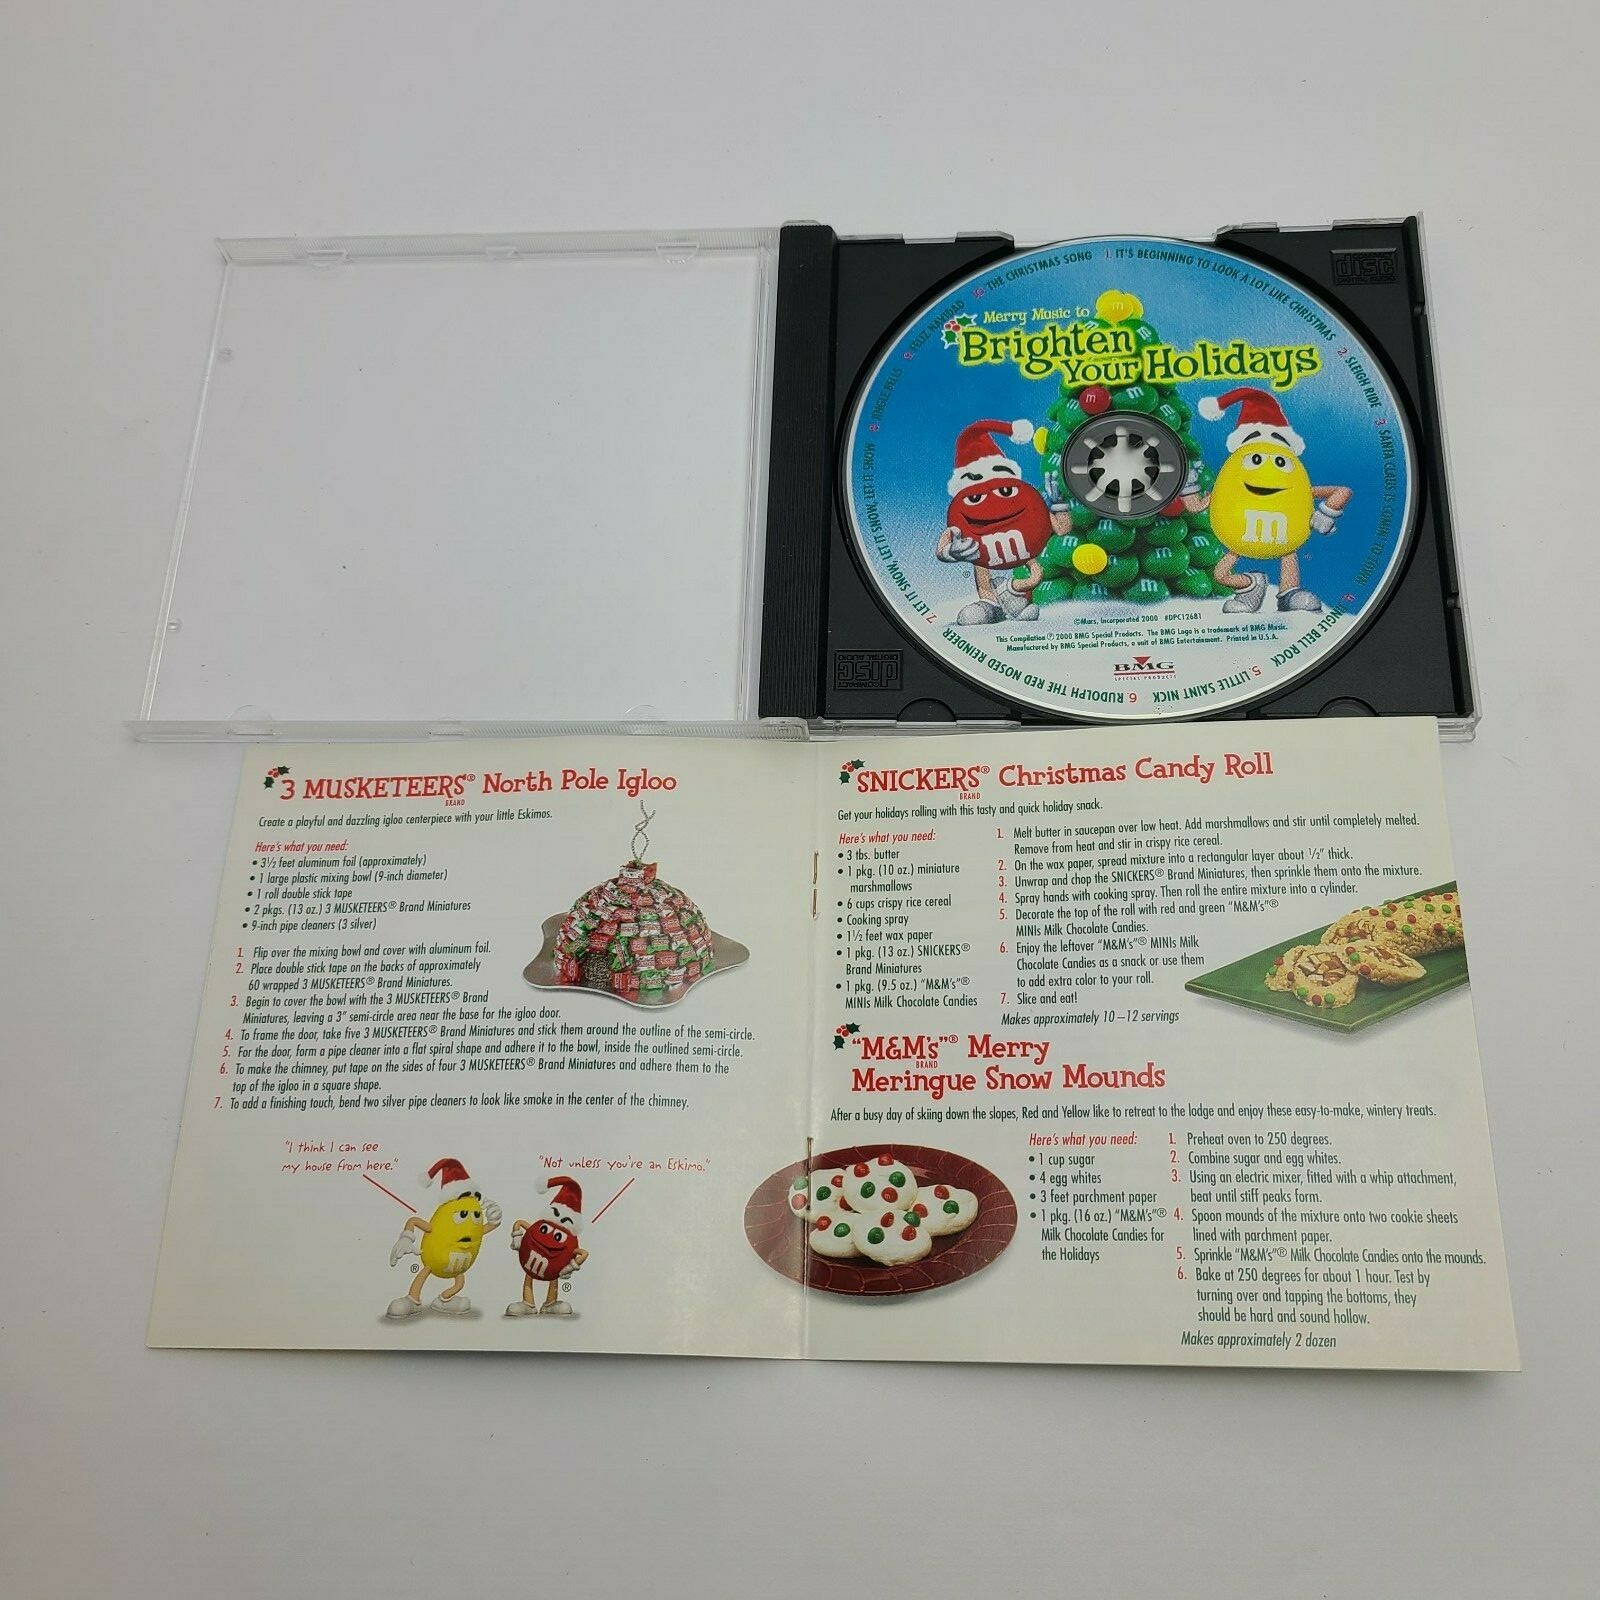 COMPACT
disc
DIGITAL AUDIO
1. IT'S BEGINNING TO LOOK A LOT LIKE CHRISTMAS
2. SLEIGH RIDE
3. SANTA CLAUS IS COMIN' TO TOWN
4. JINGLE BELL ROCK
5. LITTLE SAINT NICK
6. RUDOLPH THE RED NOSED REINDEER
7. LET IT SNOW, LET IT SNOW, LET IT SNOW
8. JINGLE BELLS
9. FELIZ NAVIDAD
10. THE CHRISTMAS SONG
Merry Music to
Brighten
Your Holidays
m
m
m
m
®
©Mars, Incorporated 2000 #DPC12681
This Compilation ℗ 2000 BMG Special Products. The BMG Logo is a trademark of BMG Music.
Manufactured by BMG Special Products, a unit of BMG Entertainment. Printed in U.S.A.
BMG
SPECIAL PRODUCTS
COMPACT
disc
DIGITAL AUDIO
3 MUSKETEERS® North Pole Igloo
BRAND
Create a playful and dazzling igloo centerpiece with your little Eskimos.
Here's what you need:
• 3½ feet aluminum foil (approximately)
• 1 large plastic mixing bowl (9-inch diameter)
• 1 roll double stick tape
• 2 pkgs. (13 oz.) 3 MUSKETEERS® Brand Miniatures
• 9-inch pipe cleaners (3 silver)
1. Flip over the mixing bowl and cover with aluminum foil.
2. Place double stick tape on the backs of approximately
60 wrapped 3 MUSKETEERS® Brand Miniatures.
3. Begin to cover the bowl with the 3 MUSKETEERS® Brand
Miniatures, leaving a 3" semi-circle area near the base for the igloo door.
4. To frame the door, take five 3 MUSKETEERS® Brand Miniatures and stick them around the outline of the semi-circle.
5. For the door, form a pipe cleaner into a flat spiral shape and adhere it to the bowl, inside the outlined semi-circle.
6. To make the chimney, put tape on the sides of four 3 MUSKETEERS® Brand Miniatures and adhere them to the
top of the igloo in a square shape.
7. To add a finishing touch, bend two silver pipe cleaners to look like smoke in the center of the chimney.
"I think I can see
my house from here."
"Not unless you're an Eskimo."
m
®
m
®
SNICKERS® Christmas Candy Roll
BRAND
Get your holidays rolling with this tasty and quick holiday snack.
Here's what you need:
• 3 tbs. butter
• 1 pkg. (10 oz.) miniature
marshmallows
• 6 cups crispy rice cereal
• Cooking spray
• 1½ feet wax paper
• 1 pkg. (13 oz.) SNICKERS®
Brand Miniatures
• 1 pkg. (9.5 oz.) "M&M's"®
MINIs Milk Chocolate Candies
1. Melt butter in saucepan over low heat. Add marshmallows and stir until completely melted.
Remove from heat and stir in crispy rice cereal.
2. On the wax paper, spread mixture into a rectangular layer about ½" thick.
3. Unwrap and chop the SNICKERS® Brand Miniatures, then sprinkle them onto the mixture.
4. Spray hands with cooking spray. Then roll the entire mixture into a cylinder.
5. Decorate the top of the roll with red and green "M&M's"®
MINIs Milk Chocolate Candies.
6. Enjoy the leftover "M&M's"® MINIs Milk
Chocolate Candies as a snack or use them
to add extra color to your roll.
7. Slice and eat!
Makes approximately 10–12 servings
"M&M's"® Merry
BRAND
Meringue Snow Mounds
After a busy day of skiing down the slopes, Red and Yellow like to retreat to the lodge and enjoy these easy-to-make, wintery treats.
Here's what you need:
• 1 cup sugar
• 4 egg whites
• 3 feet parchment paper
• 1 pkg. (16 oz.) "M&M's"®
Milk Chocolate Candies for
the Holidays
1. Preheat oven to 250 degrees.
2. Combine sugar and egg whites.
3. Using an electric mixer, fitted with a whip attachment,
beat until stiff peaks form.
4. Spoon mounds of the mixture onto two cookie sheets
lined with parchment paper.
5. Sprinkle "M&M's"® Milk Chocolate Candies onto the mounds.
6. Bake at 250 degrees for about 1 hour. Test by
turning over and tapping the bottoms, they
should be hard and sound hollow.
Makes approximately 2 dozen